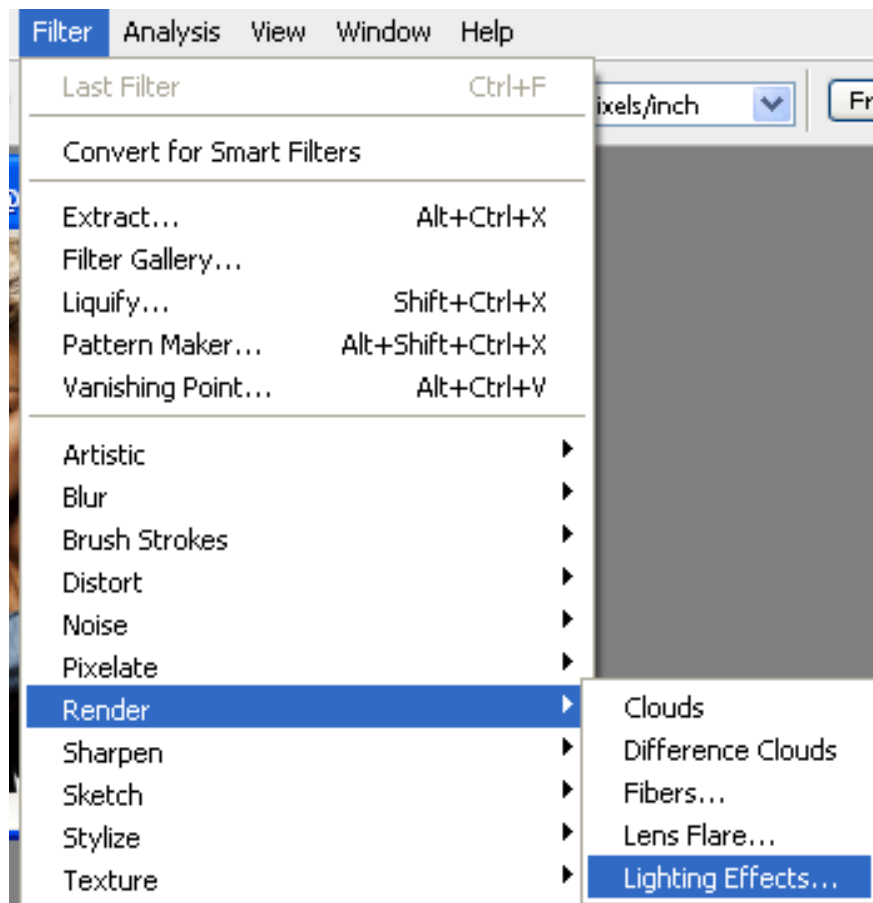 Filter Analysis View Window Help
Last Filter Ctrl+F
ixels/inch Fr
Convert for Smart Filters
Extract... Alt+Ctrl+X
Filter Gallery...
Liquify... Shift+Ctrl+X
Pattern Maker... Alt+Shift+Ctrl+X
Vanishing Point... Alt+Ctrl+V
Artistic
Blur
Brush Strokes
Distort
Noise
Pixelate
Render
Clouds
Sharpen
Difference Clouds
Sketch
Fibers...
Stylize
Lens Flare...
Texture
Lighting Effects...